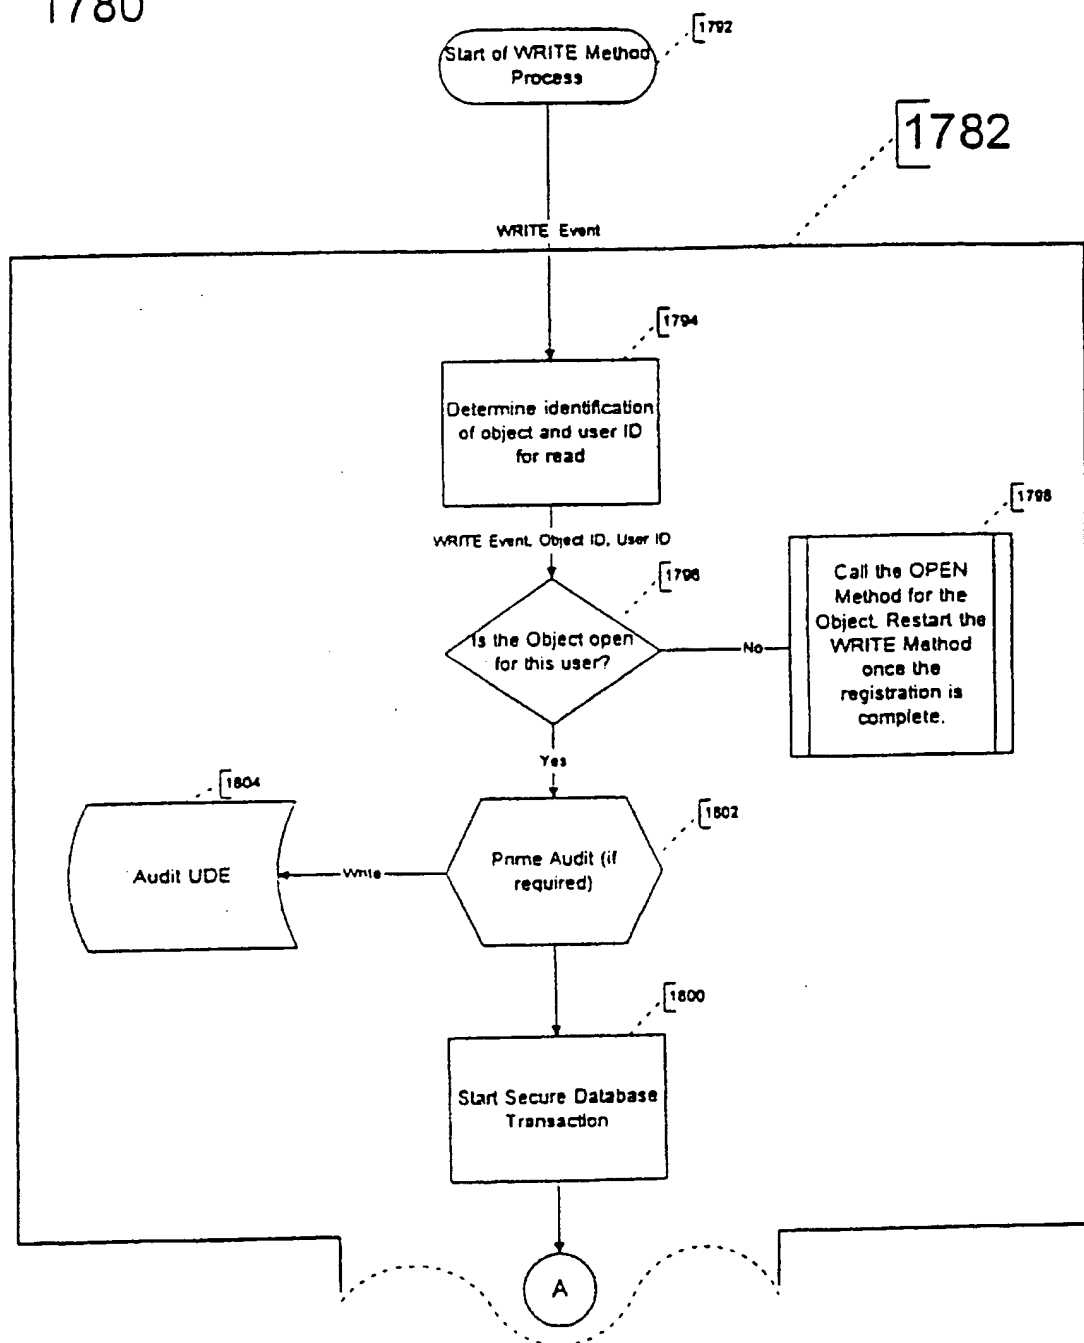 1780
1792
Start of WRITE Method
Process
1782
WRITE Event
1794
Determine identification
of object and user ID
for read
1798
WRITE Event, Object ID, User ID
1796
Call the OPEN
Method for the
Object. Restart the
WRITE Method
once the
registration is
complete.
Is the Object open
for this user?
No
Yes
1804
1802
Audit UDE
Write
Prime Audit (if
required)
1800
Start Secure Database
Transaction
A